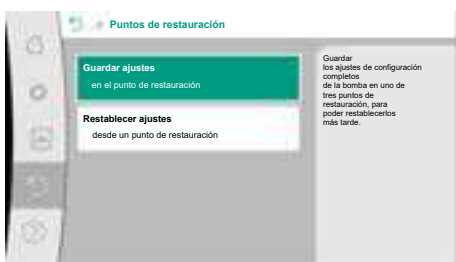 Puntos de restauración
Guardar ajustes
en el punto de restauración
Restablecer ajustes
desde un punto de restauración
Guardar
los ajustes de configuración
completos
de la bomba en uno de
tres puntos de
restauración, para
poder restablecerlos
más tarde.